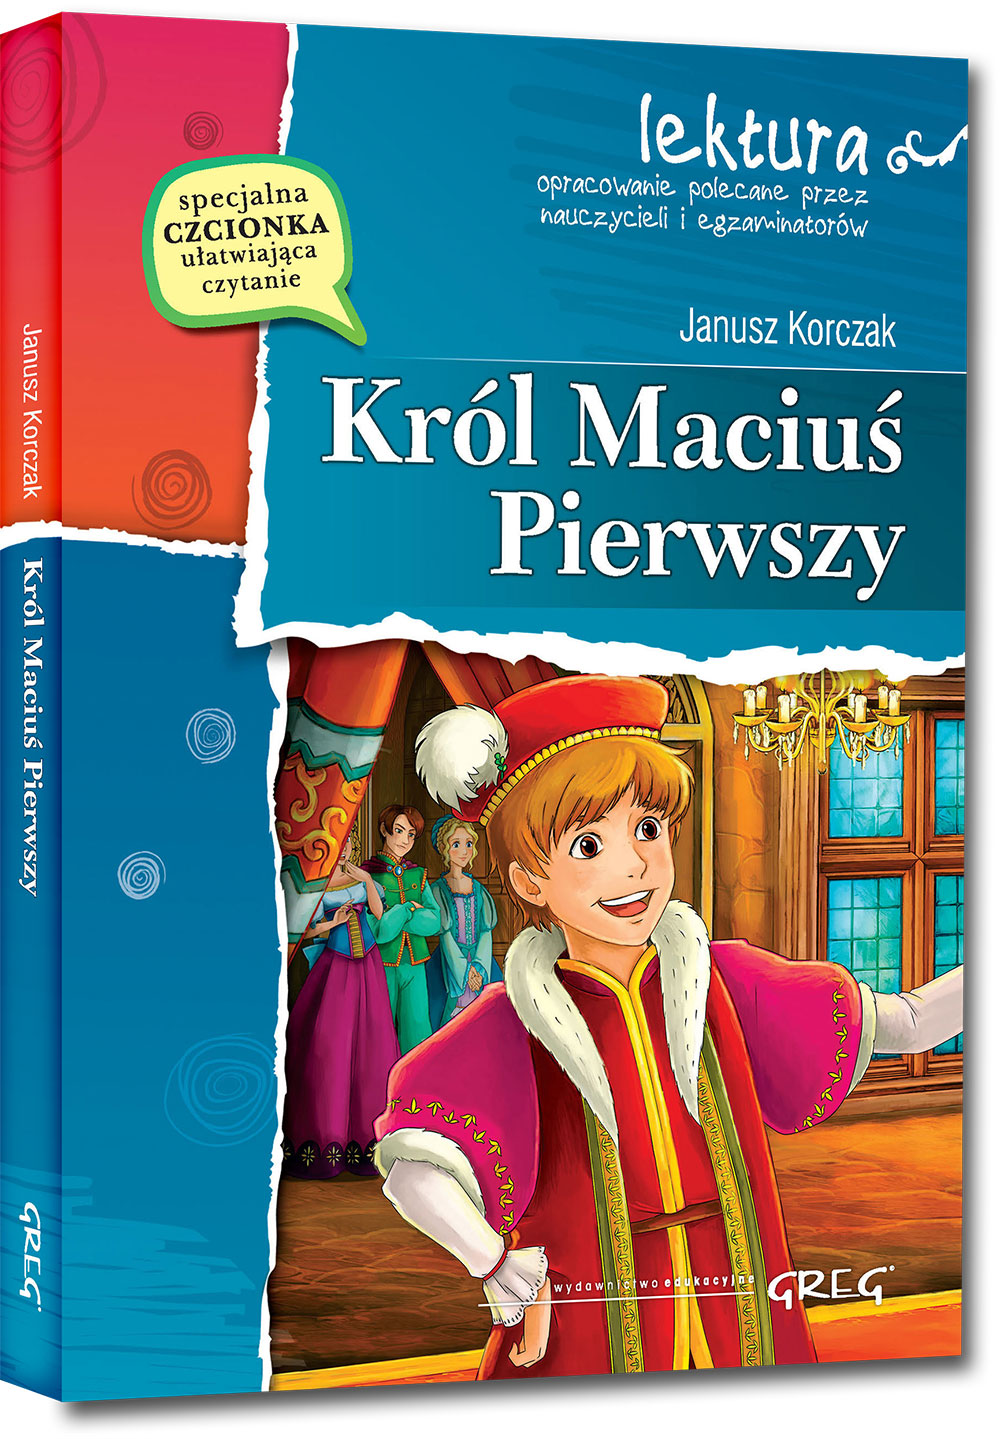 lektura
opracowanie polecane przez
nauczycieli i egzaminatorów
specjalna
CZCIONKA
ułatwiająca
czytanie
Janusz Korczak
Król Maciuś
Pierwszy
wydawnictwo edukacyjne GREG
Janusz Korczak
Król Maciuś Pierwszy
GREG